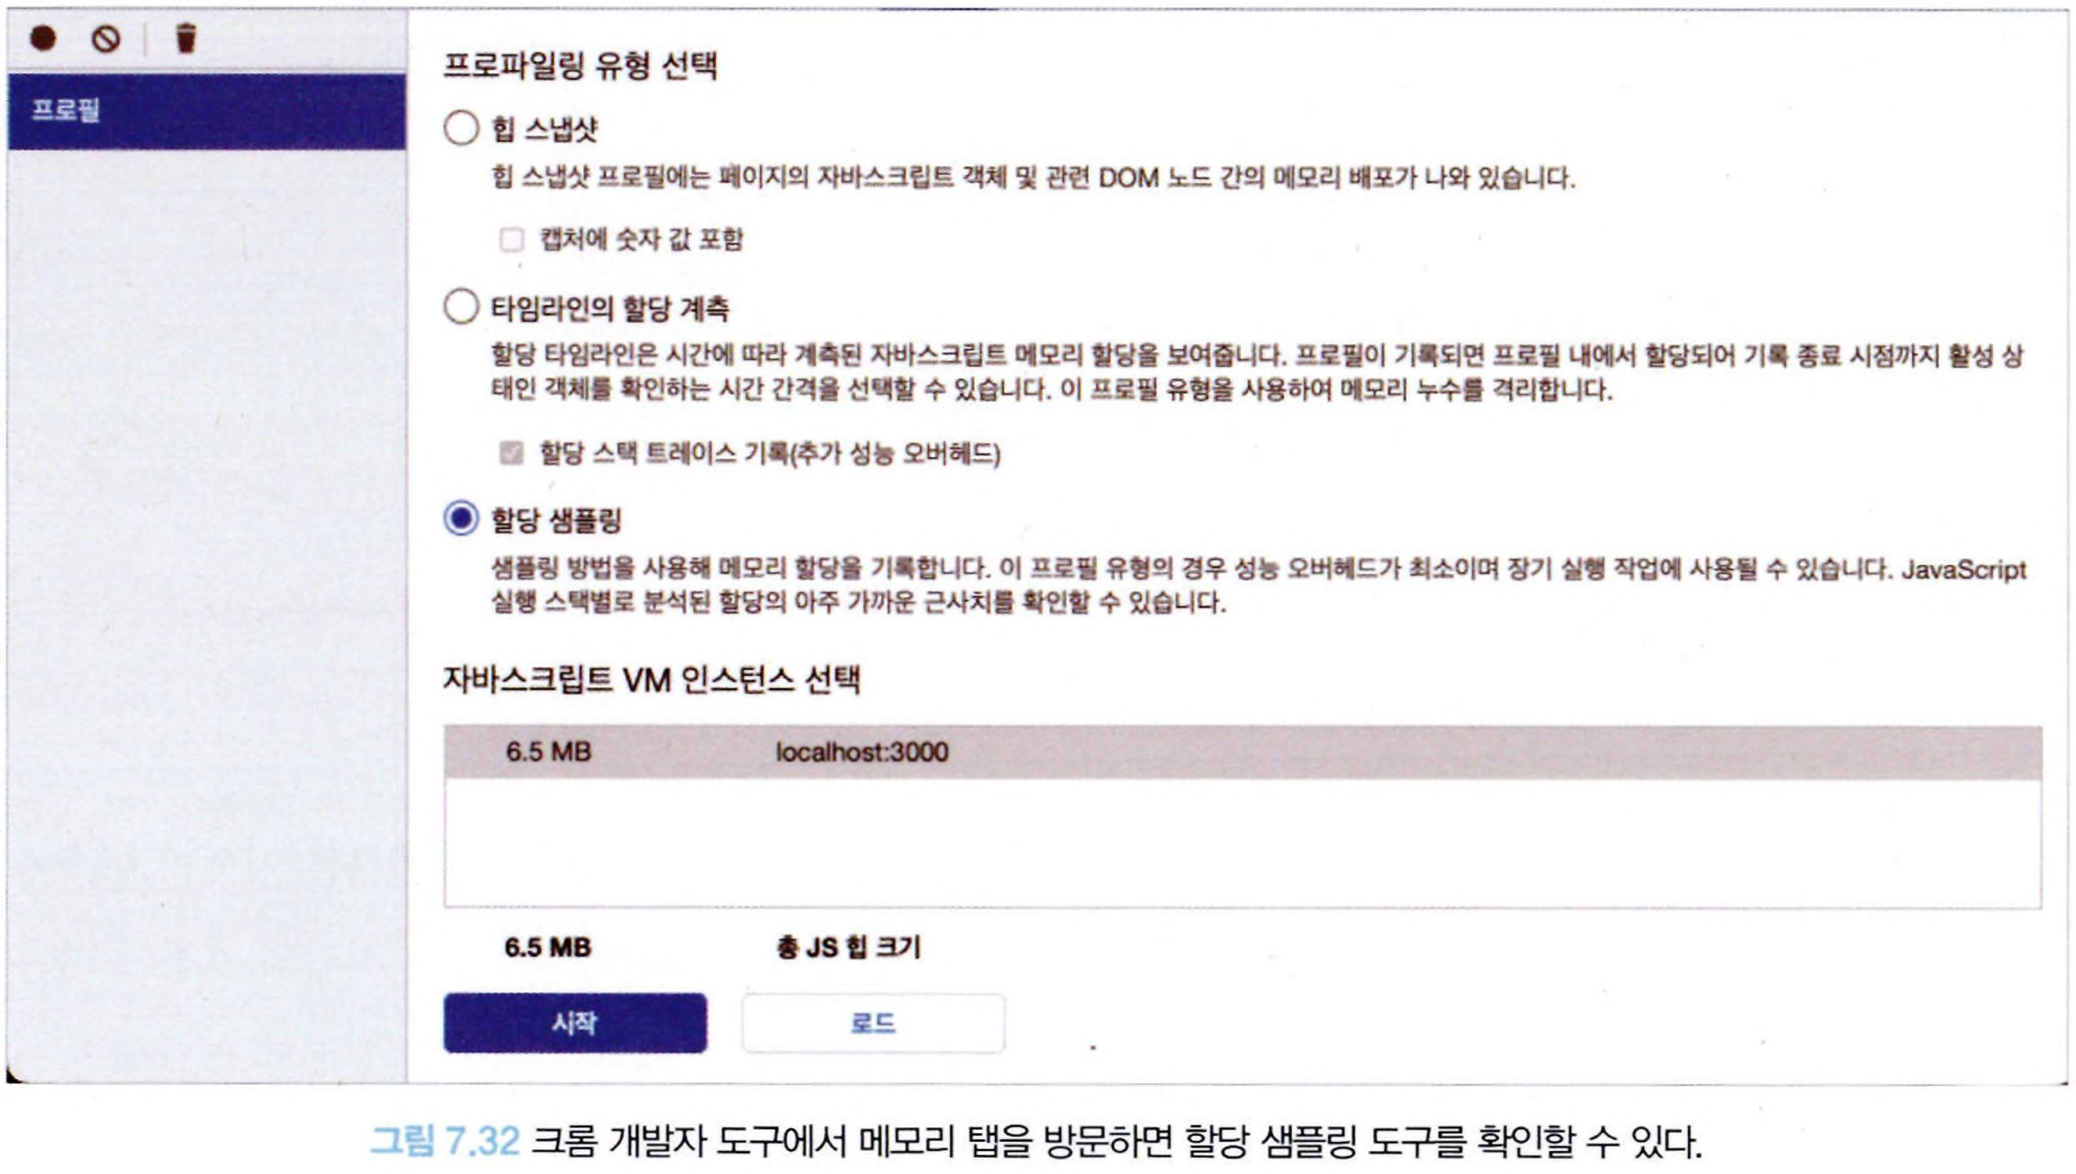 프로필
프로파일링 유형 선택
힙 스냅샷
힙 스냅샷 프로필에는 페이지의 자바스크립트 객체 및 관련 DOM 노드 간의 메모리 배포가 나와 있습니다.
캡처에 숫자 값 포함
타임라인의 할당 계측
할당 타임라인은 시간에 따라 계측된 자바스크립트 메모리 할당을 보여줍니다. 프로필이 기록되면 프로필 내에서 할당되어 기록 종료 시점까지 활성 상
태인 객체를 확인하는 시간 간격을 선택할 수 있습니다. 이 프로필 유형을 사용하여 메모리 누수를 격리합니다.
할당 스택 트레이스 기록(추가 성능 오버헤드)
할당 샘플링
샘플링 방법을 사용해 메모리 할당을 기록합니다. 이 프로필 유형의 경우 성능 오버헤드가 최소이며 장기 실행 작업에 사용될 수 있습니다. JavaScript
실행 스택별로 분석된 할당의 아주 가까운 근사치를 확인할 수 있습니다.
자바스크립트 VM 인스턴스 선택
6.5 MB localhost:3000
6.5 MB 총 JS 힙 크기
시작 로드
그림 7.32 크롬 개발자 도구에서 메모리 탭을 방문하면 할당 샘플링 도구를 확인할 수 있다.